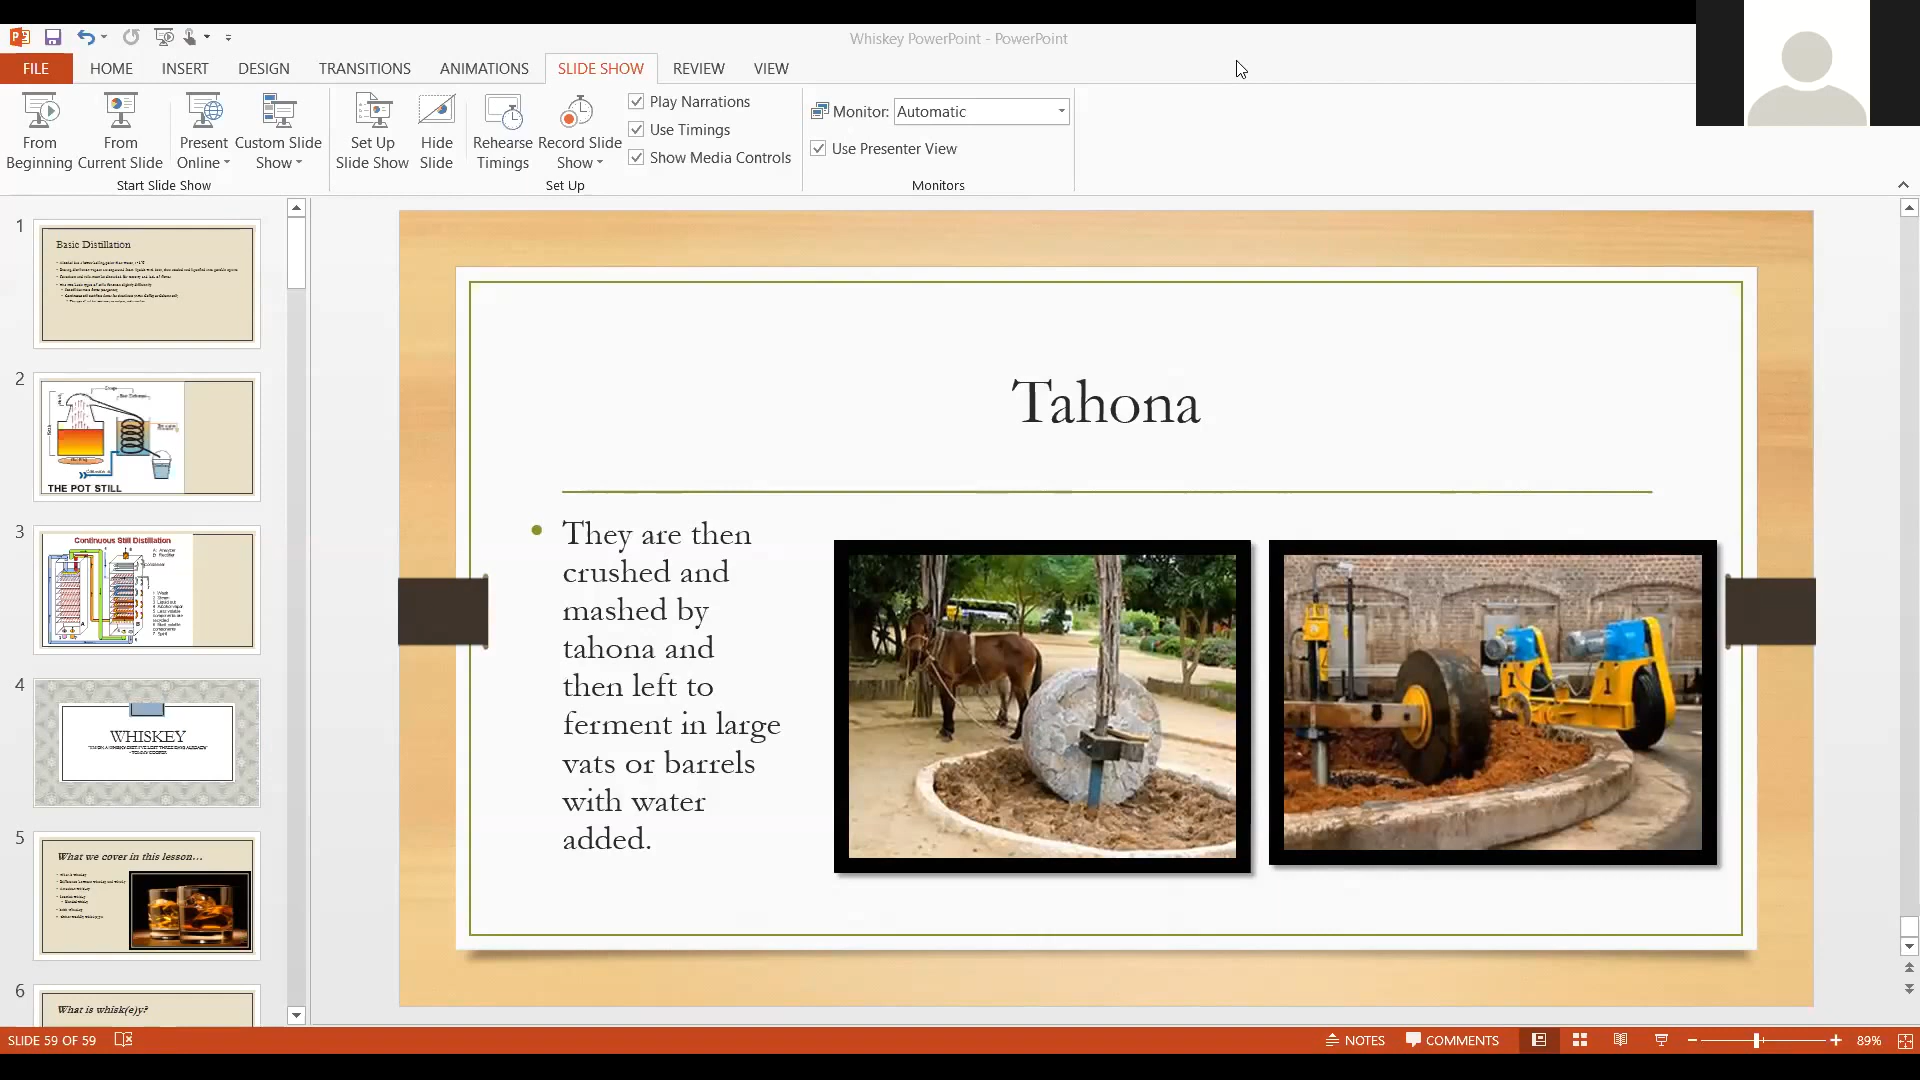 Whiskey PowerPoint - PowerPoint
FILE HOME INSERT DESIGN TRANSITIONS ANIMATIONS SLIDE SHOW REVIEW VIEW
From Beginning
From Current Slide
Present Online
Custom Slide Show
Start Slide Show
Set Up Slide Show
Hide Slide
Rehearse Timings
Record Slide Show
Play Narrations
Use Timings
Show Media Controls
Set Up
Monitor: Automatic
Use Presenter View
Monitors
1
Basic Distillation
2
THE POT STILL
3
Continuous Still Distillation
4
WHISKEY
5
What we cover in this lesson...
6
What is whisk(e)y?
Tahona
• They are then
crushed and
mashed by
tahona and
then left to
ferment in large
vats or barrels
with water
added.
SLIDE 59 OF 59
NOTES COMMENTS 89%